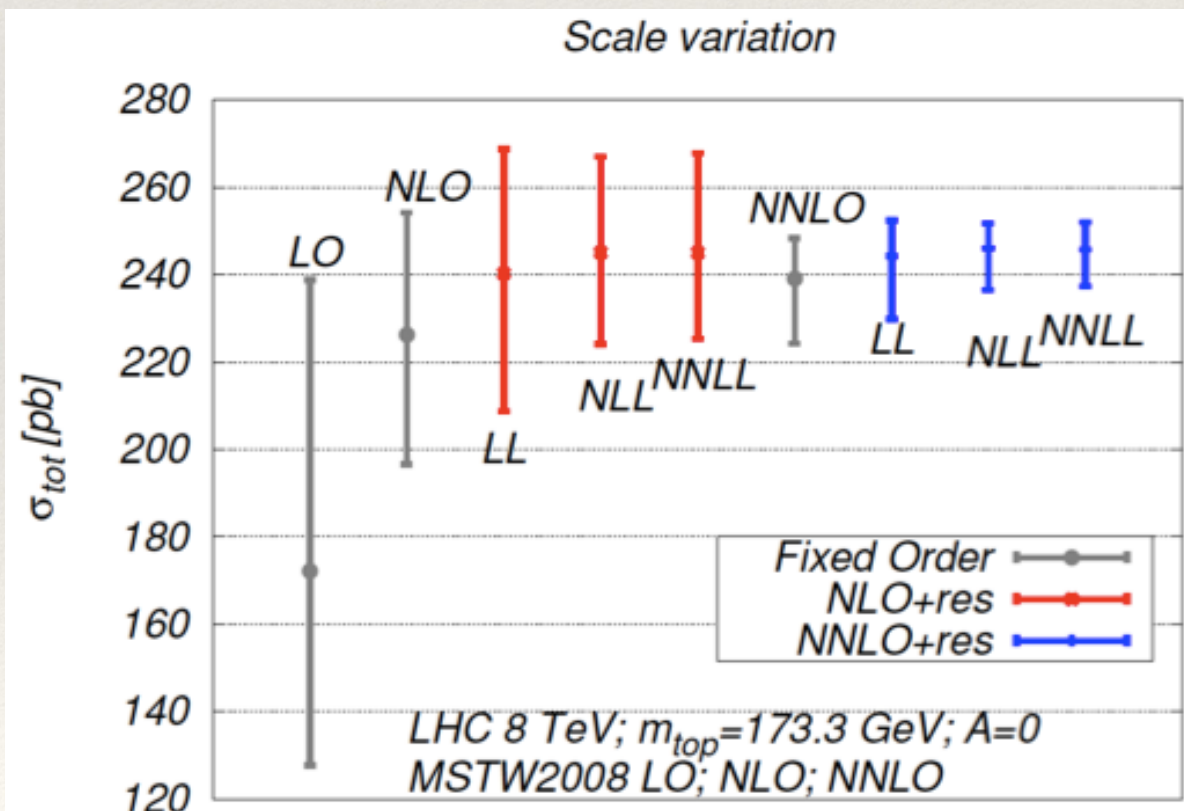 Scale variation
280
260
240
220
200
180
160
140
120
σtot [pb]
LO
NLO
LL
NLL
NNLL
NNLO
LL
NLL
NNLL
Fixed Order
NLO+res
NNLO+res
LHC 8 TeV; mtop=173.3 GeV; A=0
MSTW2008 LO; NLO; NNLO